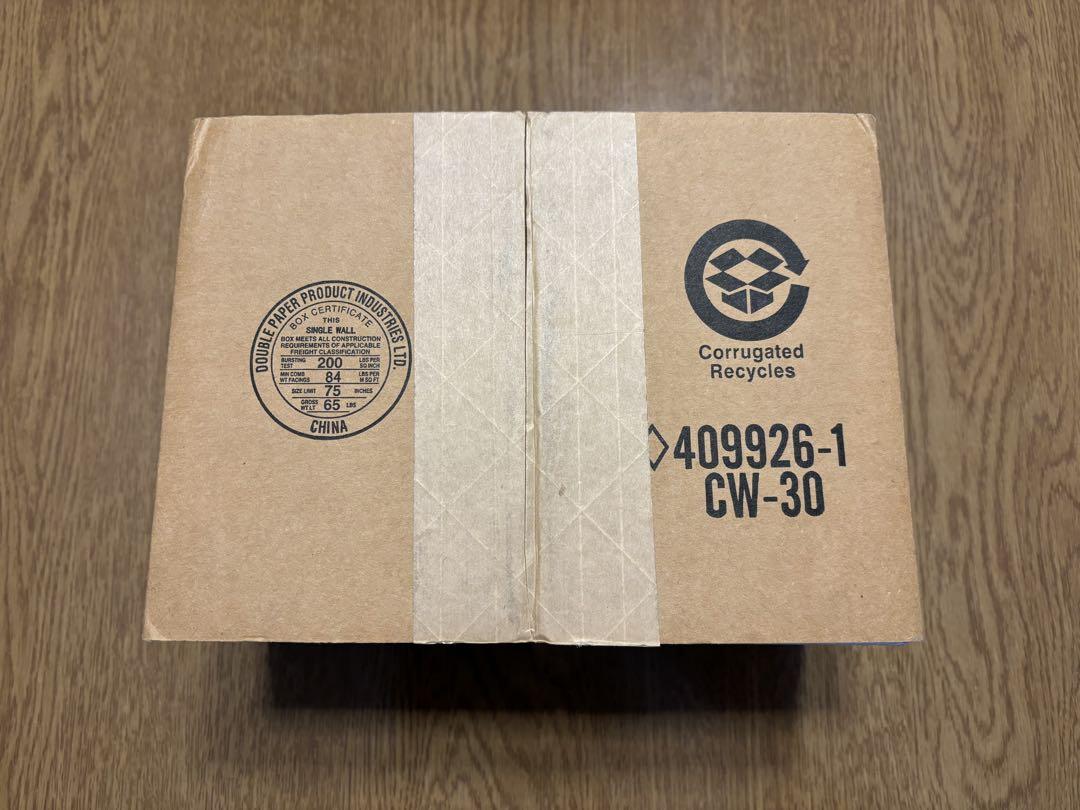 DOUBLE PAPER PRODUCT INDUSTRIES LTD.
BOX CERTIFICATE
THIS
SINGLE WALL
BOX MEETS ALL CONSTRUCTION
REQUIREMENTS OF APPLICABLE
FREIGHT CLASSIFICATION
BURSTING TEST 200 LBS PER SQ INCH
MIN COMB WT FACINGS 84 LBS PER M SQ FT
SIZE LIMIT 75 INCHES
GROSS WT LT 65 LBS
CHINA
Corrugated
Recycles
409926-1
CW-30